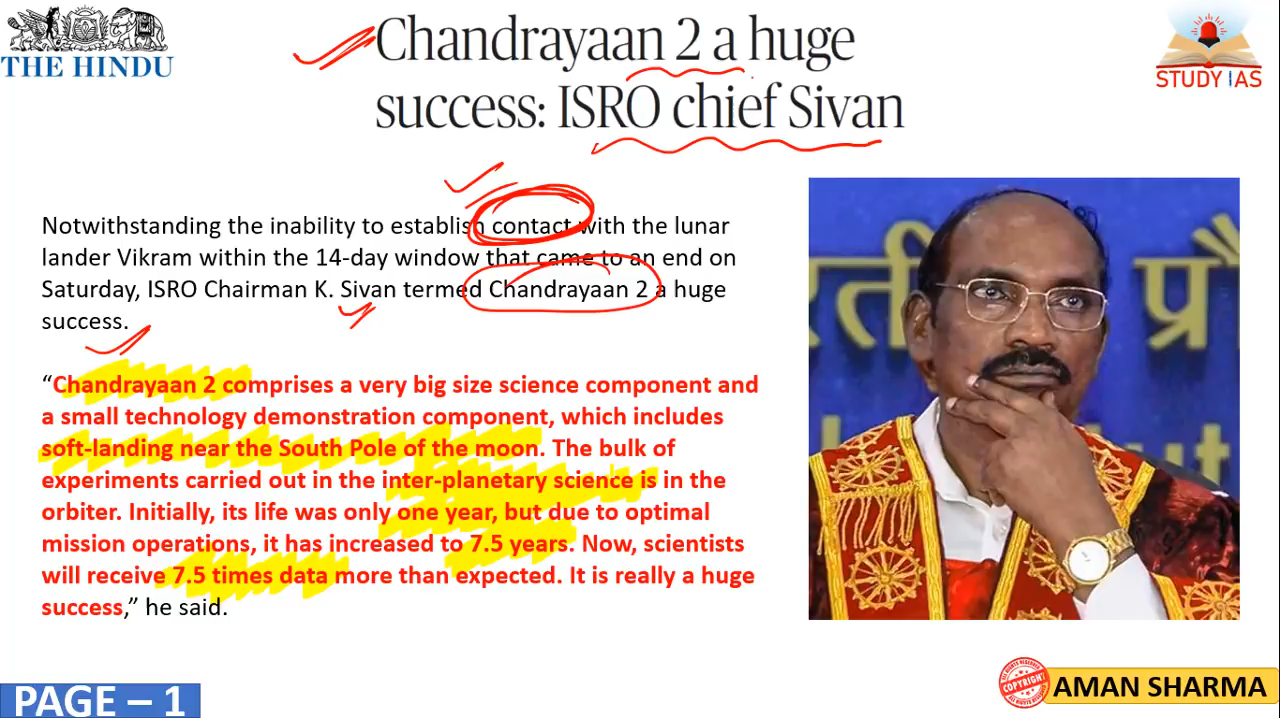 THE HINDU
Chandrayaan 2 a huge
success: ISRO chief Sivan
STUDY IAS
Notwithstanding the inability to establish contact with the lunar
lander Vikram within the 14-day window that came to an end on
Saturday, ISRO Chairman K. Sivan termed Chandrayaan 2 a huge
success.
“Chandrayaan 2 comprises a very big size science component and
a small technology demonstration component, which includes
soft-landing near the South Pole of the moon. The bulk of
experiments carried out in the inter-planetary science is in the
orbiter. Initially, its life was only one year, but due to optimal
mission operations, it has increased to 7.5 years. Now, scientists
will receive 7.5 times data more than expected. It is really a huge
success,” he said.
PAGE – 1
COPYRIGHT
AMAN SHARMA